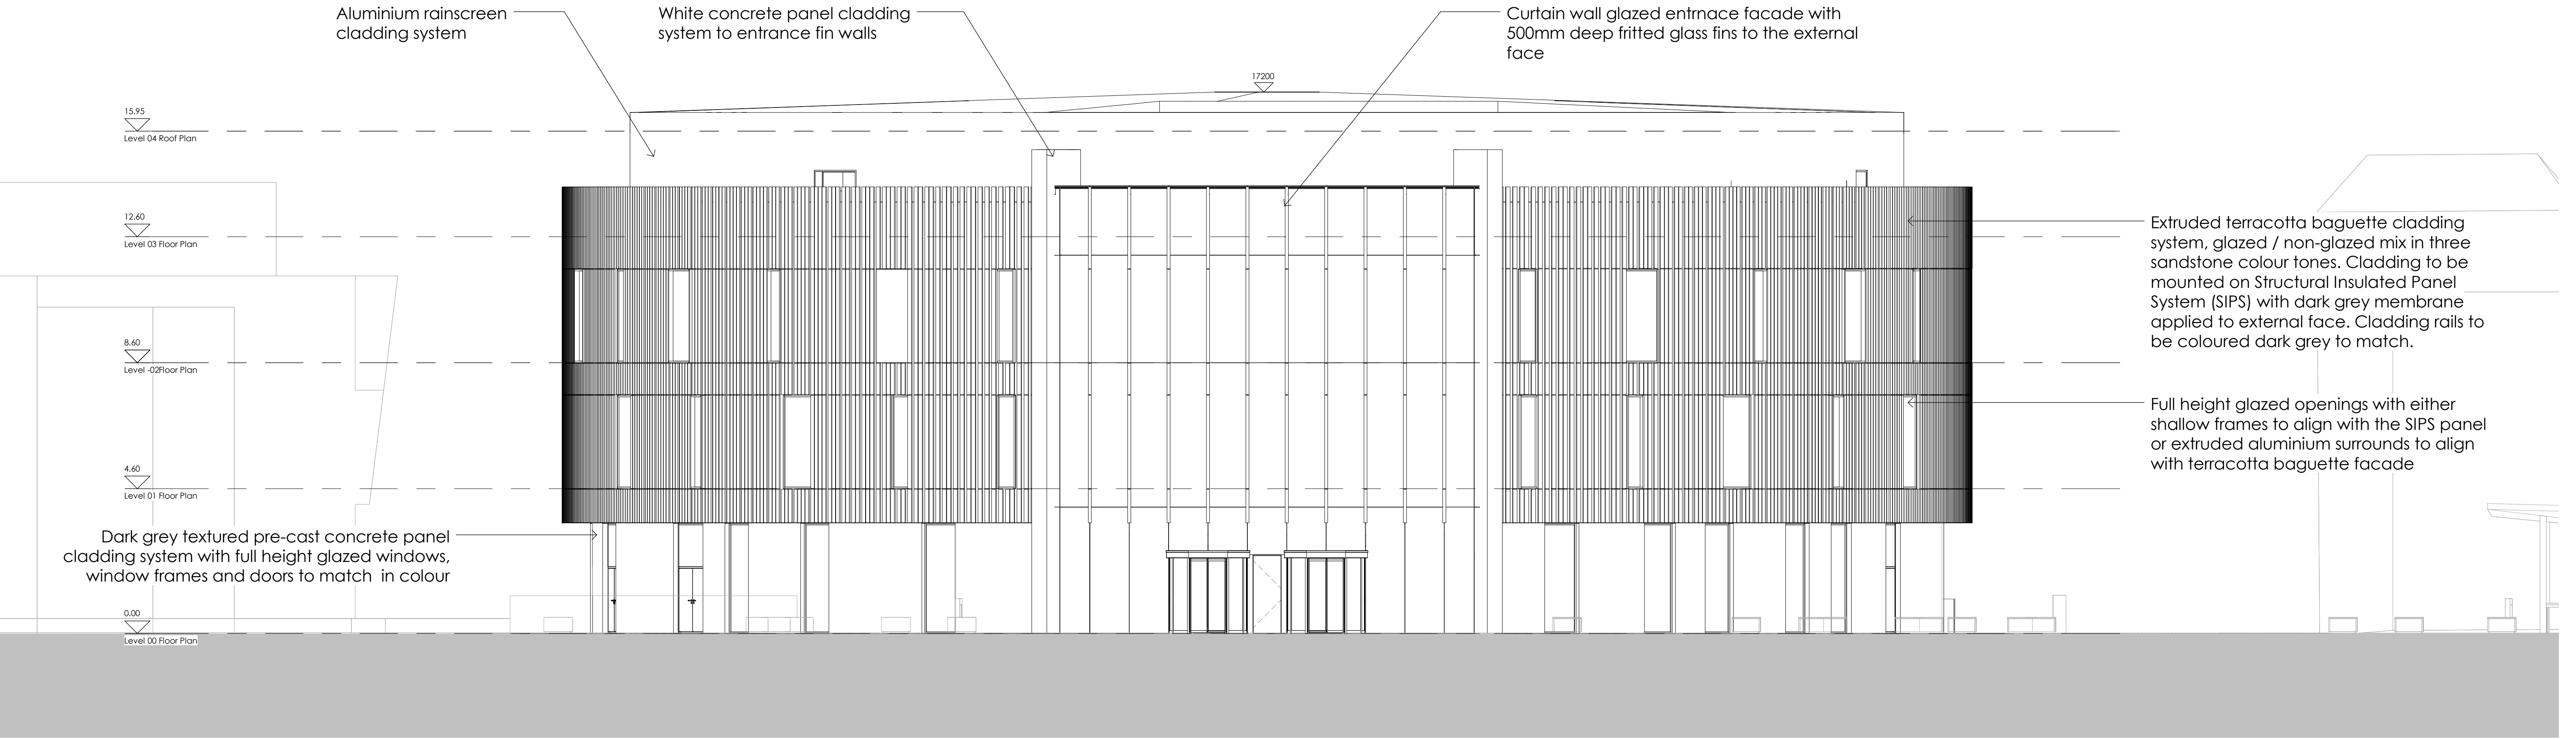 Aluminium rainscreen
cladding system
White concrete panel cladding
system to entrance fin walls
Curtain wall glazed entrnace facade with
500mm deep fritted glass fins to the external
face
17200
15.95
Level 04 Roof Plan
12.60
Level 03 Floor Plan
Extruded terracotta baguette cladding
system, glazed / non-glazed mix in three
sandstone colour tones. Cladding to be
mounted on Structural Insulated Panel
System (SIPS) with dark grey membrane
applied to external face. Cladding rails to
be coloured dark grey to match.
8.60
Level -02Floor Plan
Full height glazed openings with either
shallow frames to align with the SIPS panel
or extruded aluminium surrounds to align
with terracotta baguette facade
4.60
Level 01 Floor Plan
Dark grey textured pre-cast concrete panel
cladding system with full height glazed windows,
window frames and doors to match  in colour
0.00
Level 00 Floor Plan